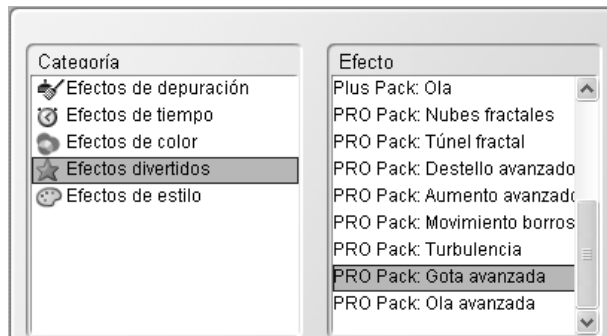 Categoría
Efectos de depuración
Efectos de tiempo
Efectos de color
Efectos divertidos
Efectos de estilo
Efecto
Plus Pack: Ola
PRO Pack: Nubes fractales
PRO Pack: Túnel fractal
PRO Pack: Destello avanzado
PRO Pack: Aumento avanzado
PRO Pack: Movimiento borros
PRO Pack: Turbulencia
PRO Pack: Gota avanzada
PRO Pack: Ola avanzada